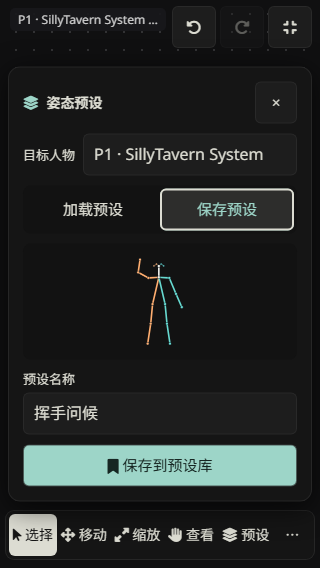 P1 · SillyTavern System ...
姿态预设
×
目标人物 P1 · SillyTavern System
加载预设 保存预设
预设名称
挥手问候
保存到预设库
选择 移动 缩放 查看 预设 ···